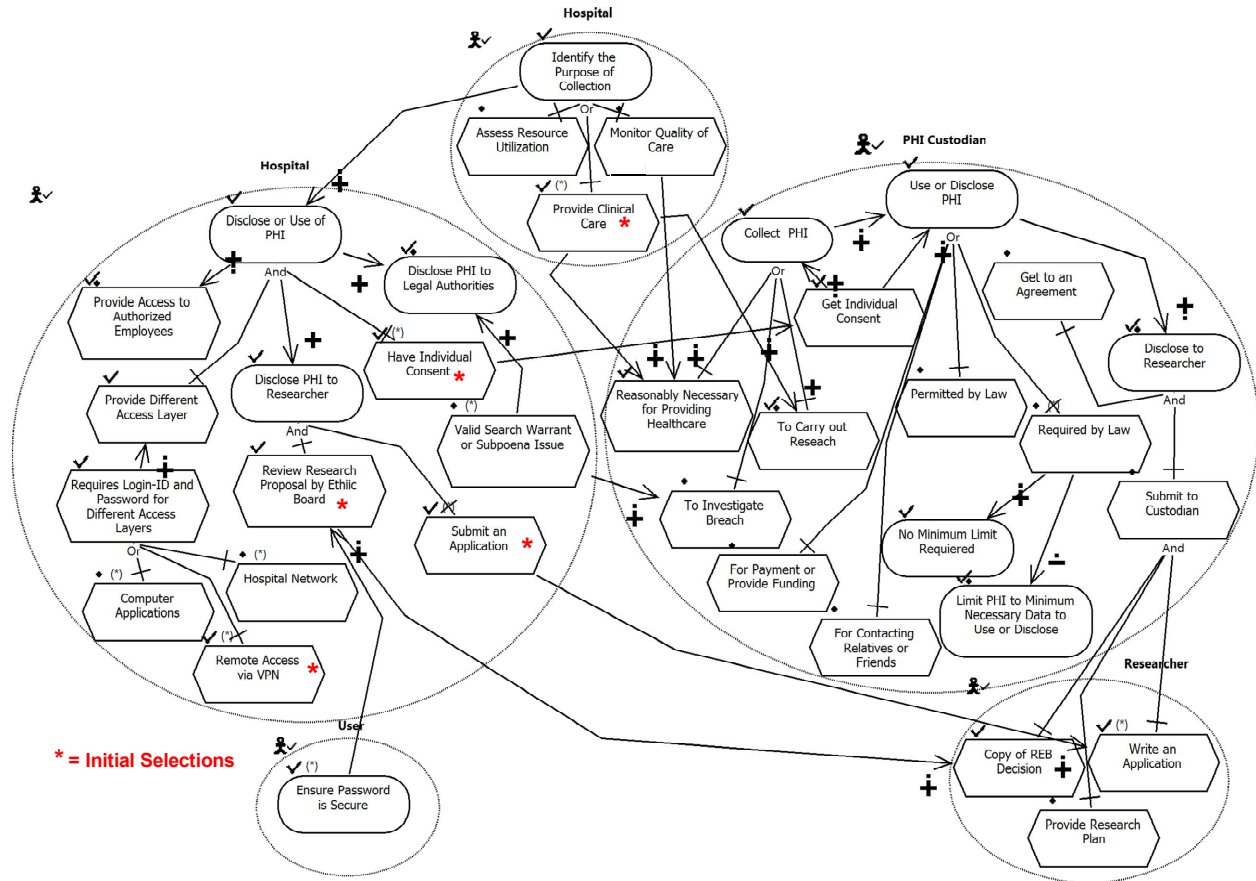 Hospital
Identify the
Purpose of
Collection
Or
Assess Resource
Utilization
Monitor Quality of
Care
(*)
Provide Clinical
Care *
Hospital
Disclose or Use of
PHI
And
Provide Access to
Authorized
Employees
Disclose PHI to
Legal Authorities
(*)
Have Individual
Consent *
Provide Different
Access Layer
Disclose PHI to
Researcher
And
(*)
Valid Search Warrant
or Subpoena Issue
Requires Login-ID and
Password for
Different Access
Layers
Or
Review Research
Proposal by Ethiic
Board *
(*)
Submit an
Application *
(*)
Hospital Network
(*)
Computer
Applications
(*)
Remote Access
via VPN *
PHI Custodian
Use or Disclose
PHI
Or
Collect PHI
Or
Get Individual
Consent
Get to an
Agreement
Disclose to
Researcher
And
Reasonably Necessary
for Providing
Healthcare
To Carry out
Reseach
Permitted by Law
(*)
Required by Law
To Investigate
Breach
Submit to
Custodian
And
No Minimum Limit
Requiered
For Payment or
Provide Funding
Limit PHI to Minimum
Necessary Data to
Use or Disclose
For Contacting
Relatives or
Friends
Researcher
Copy of REB
Decision
(*)
Write an
Application
Provide Research
Plan
User
(*)
Ensure Password
is Secure
* = Initial Selections